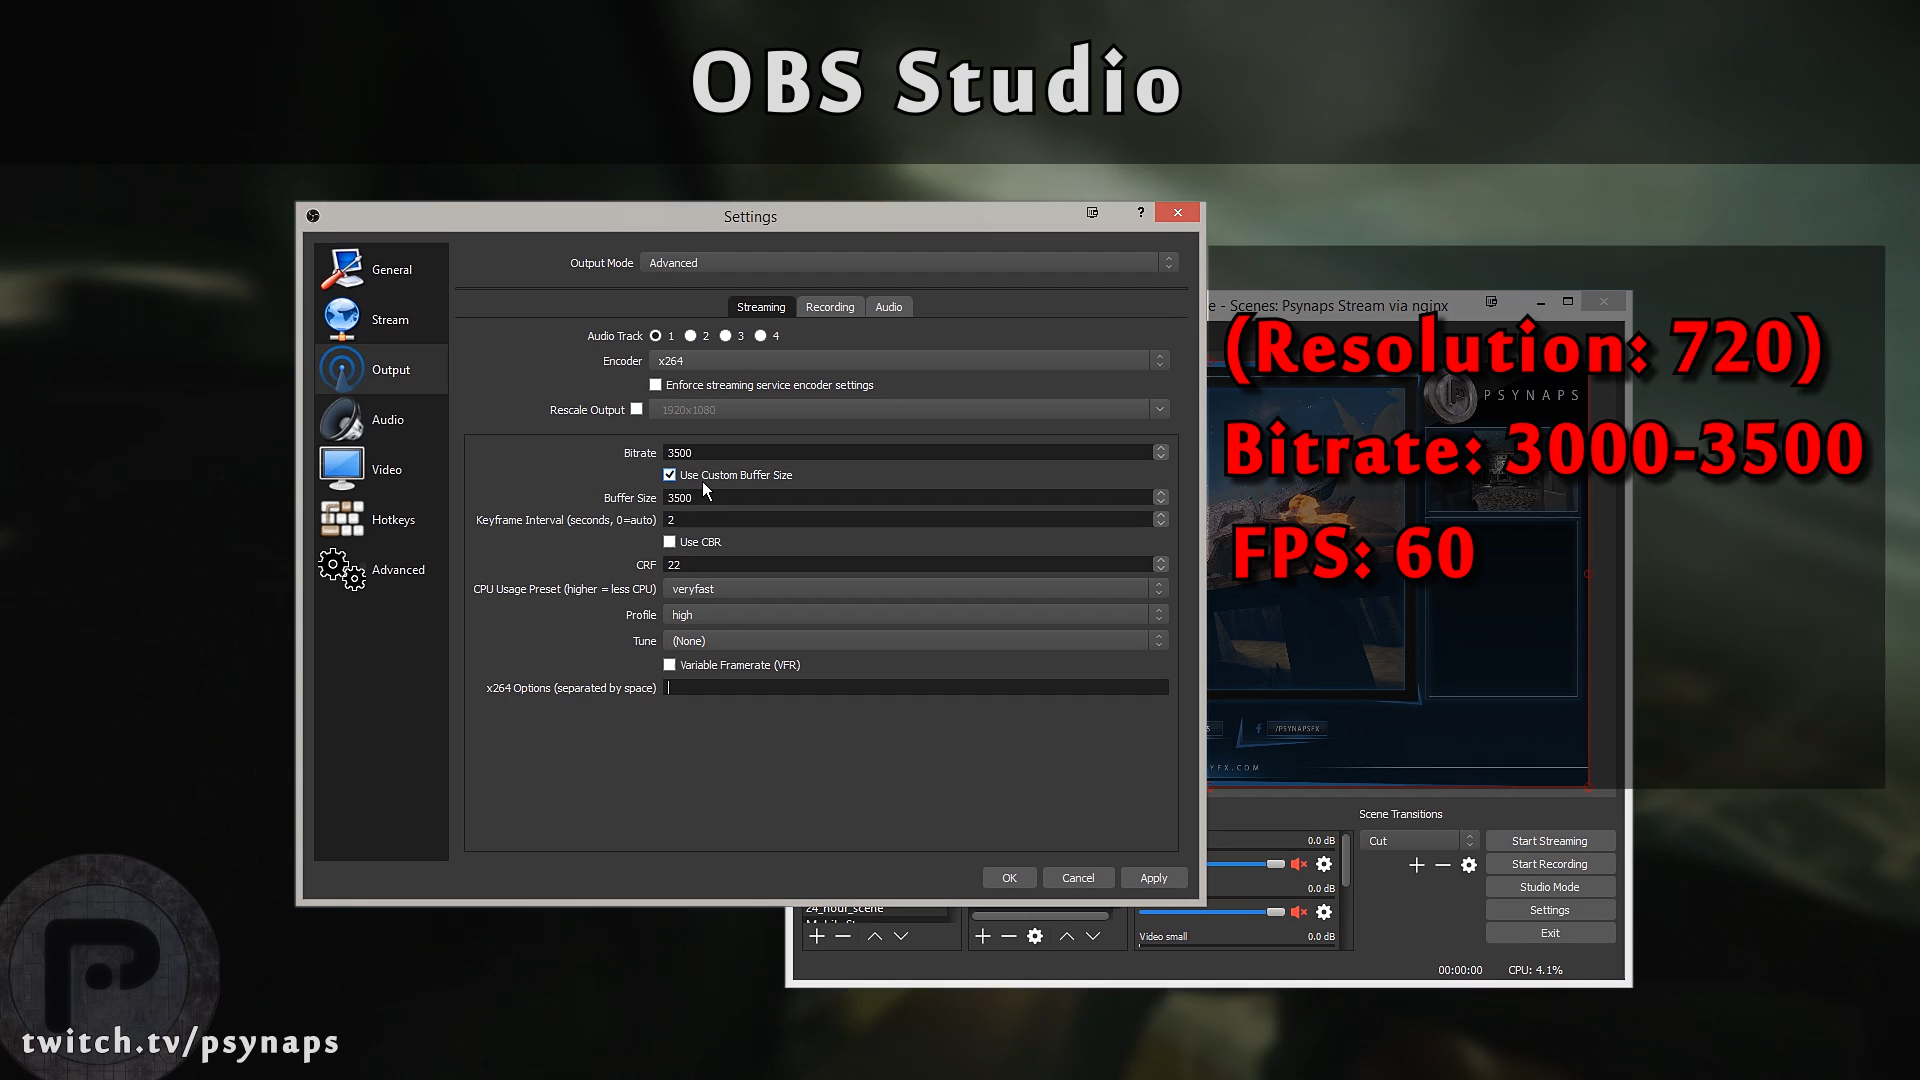 OBS Studio
Settings
?
General
Stream
Output
Audio
Video
Hotkeys
Advanced
Output Mode Advanced
Streaming Recording Audio
Audio Track 1 2 3 4
Encoder x264
Enforce streaming service encoder settings
Rescale Output 1920x1080
Bitrate 3500
Use Custom Buffer Size
Buffer Size 3500
Keyframe Interval (seconds, 0=auto) 2
Use CBR
CRF 22
CPU Usage Preset (higher = less CPU) veryfast
Profile high
Tune (None)
Variable Framerate (VFR)
x264 Options (separated by space)
OK Cancel Apply
- Scenes: Psynaps Stream via nginx
(Resolution: 720)
Bitrate: 3000-3500
FPS: 60
PSYNAPS
/PSYNAPSFX
YFX.COM
Scene Transitions
Cut
0.0 dB
0.0 dB
Video small 0.0 dB
24_hour_scene
Start Streaming
Start Recording
Studio Mode
Settings
Exit
00:00:00 CPU: 4.1%
twitch.tv/psynaps